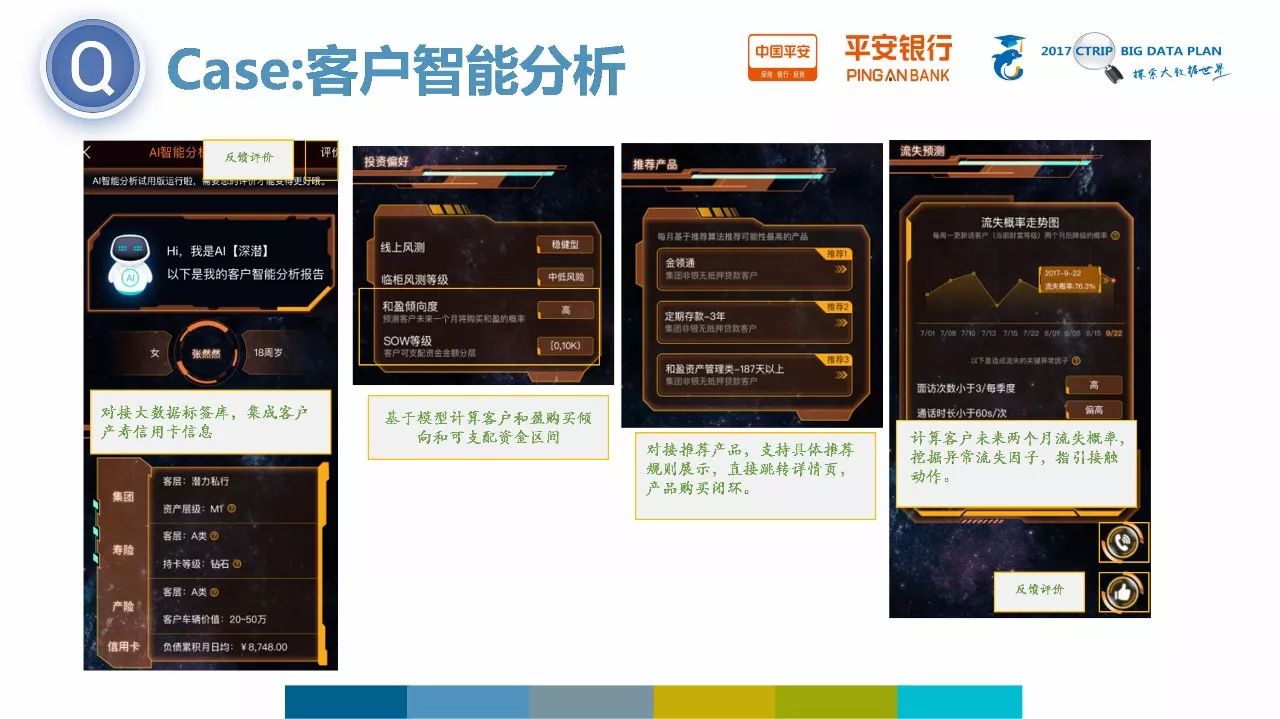 Q
Case:客户智能分析
中国平安
保险·银行·投资
平安银行
PINGAN BANK
2017 CTRIP BIG DATA PLAN
探索大数据世界
AI智能分
反馈评价
评价
AI智能分析试用版运行啦，需要您的评价才能变得更好哦。
Hi，我是AI【深潜】
以下是我的客户智能分析报告
AI
女
张然然
18周岁
对接大数据标签库，集成客户
产寿信用卡信息
集团
客层：潜力私行
资产层级：M1
寿险
客层：A类
持卡等级：钻石
产险
客层：A类
客户车辆价值：20~50万
信用卡
负债累积月日均：￥8,748.00
投资偏好
线上风测
稳健型
临柜风测等级
中低风险
和盈倾向度
高
预测客户未来一个月将购买和盈的概率
SOW等级
[0,10K)
客户可支配资金金额分层
基于模型计算客户和盈购买倾
向和可支配资金区间
推荐产品
每月基于推荐算法推荐可能性最高的产品
推荐1
金领通
集团非银无抵押贷款客户
推荐2
定期存款-3年
集团非银无抵押贷款客户
推荐3
和盈资产管理类-187天以上
集团非银无抵押贷款客户
对接推荐产品，支持具体推荐
规则展示，直接跳转详情页，
产品购买闭环。
流失预测
流失概率走势图
每周一更新该客户（当前财富等级）两个月后降级的概率
2017-9-22
流失概率:76.3%
7/01 7/08 7/10 7/13 7/15 7/22 8/01 8/08 8/15 9/22
以下是造成流失的关键异常因子
面访次数小于3/每季度
高
通话时长小于60s/次
偏高
计算客户未来两个月流失概率，
挖掘异常流失因子，指引接触
动作。
反馈评价